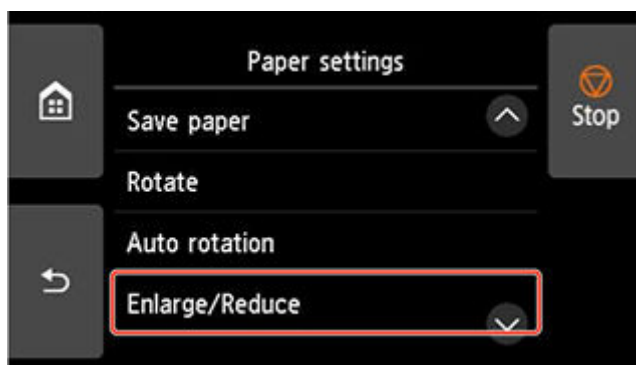 Paper settings
Save paper
Stop
Rotate
Auto rotation
Enlarge/Reduce